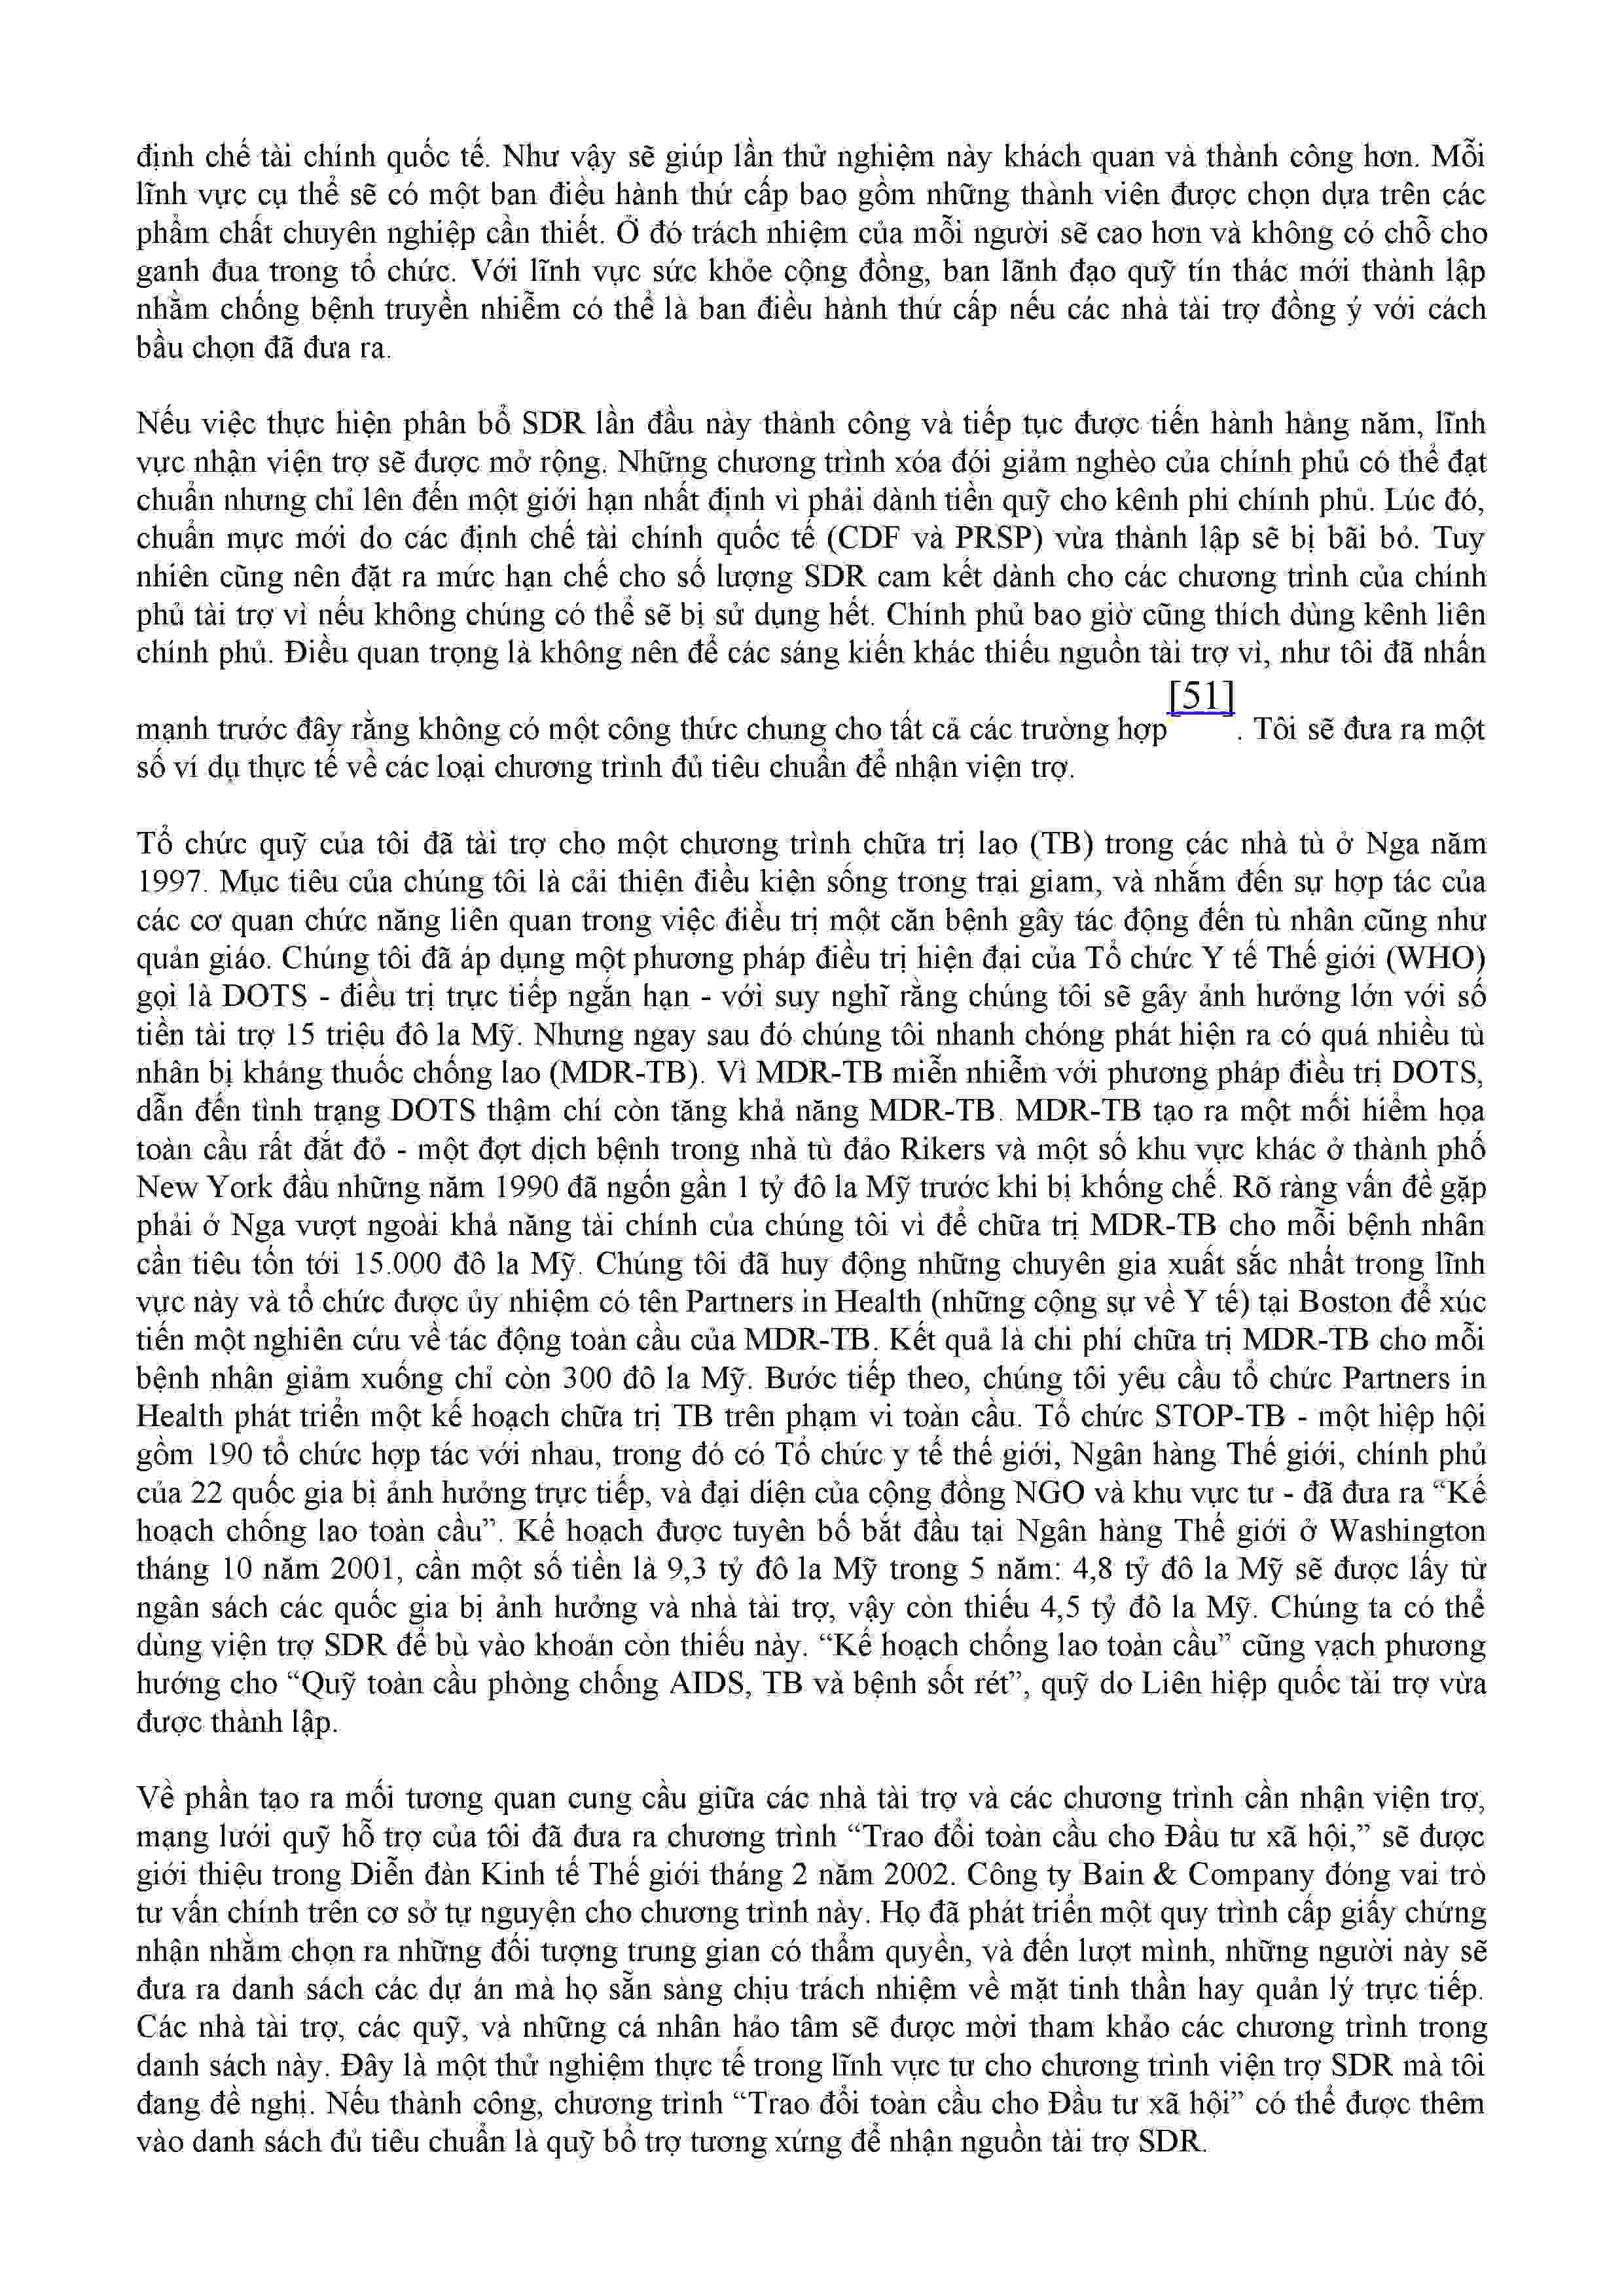 định chế tài chính quốc tế. Như vậy sẽ giúp lần thử nghiệm này khách quan và thành công hơn. Mỗi
lĩnh vực cụ thể sẽ có một ban điều hành thứ cấp bao gồm những thành viên được chọn dựa trên các
phẩm chất chuyên nghiệp cần thiết. Ở đó trách nhiệm của mỗi người sẽ cao hơn và không có chỗ cho
ganh đua trong tổ chức. Với lĩnh vực sức khỏe cộng đồng, ban lãnh đạo quỹ tín thác mới thành lập
nhằm chống bệnh truyền nhiễm có thể là ban điều hành thứ cấp nếu các nhà tài trợ đồng ý với cách
bầu chọn đã đưa ra.
Nếu việc thực hiện phân bổ SDR lần đầu này thành công và tiếp tục được tiến hành hàng năm, lĩnh
vực nhận viện trợ sẽ được mở rộng. Những chương trình xóa đói giảm nghèo của chính phủ có thể đạt
chuẩn nhưng chỉ lên đến một giới hạn nhất định vì phải dành tiền quỹ cho kênh phi chính phủ. Lúc đó,
chuẩn mực mới do các định chế tài chính quốc tế (CDF và PRSP) vừa thành lập sẽ bị bãi bỏ. Tuy
nhiên cũng nên đặt ra mức hạn chế cho số lượng SDR cam kết dành cho các chương trình của chính
phủ tài trợ vì nếu không chúng có thể sẽ bị sử dụng hết. Chính phủ bao giờ cũng thích dùng kênh liên
chính phủ. Điều quan trọng là không nên để các sáng kiến khác thiếu nguồn tài trợ vì, như tôi đã nhấn
mạnh trước đây rằng không có một công thức chung cho tất cả các trường hợp[51]. Tôi sẽ đưa ra một
số ví dụ thực tế về các loại chương trình đủ tiêu chuẩn để nhận viện trợ.
Tổ chức quỹ của tôi đã tài trợ cho một chương trình chữa trị lao (TB) trong các nhà tù ở Nga năm
1997. Mục tiêu của chúng tôi là cải thiện điều kiện sống trong trại giam, và nhắm đến sự hợp tác của
các cơ quan chức năng liên quan trong việc điều trị một căn bệnh gây tác động đến tù nhân cũng như
quản giáo. Chúng tôi đã áp dụng một phương pháp điều trị hiện đại của Tổ chức Y tế Thế giới (WHO)
gọi là DOTS - điều trị trực tiếp ngắn hạn - với suy nghĩ rằng chúng tôi sẽ gây ảnh hưởng lớn với số
tiền tài trợ 15 triệu đô la Mỹ. Nhưng ngay sau đó chúng tôi nhanh chóng phát hiện ra có quá nhiều tù
nhân bị kháng thuốc chống lao (MDR-TB). Vì MDR-TB miễn nhiễm với phương pháp điều trị DOTS,
dẫn đến tình trạng DOTS thậm chí còn tăng khả năng MDR-TB. MDR-TB tạo ra một mối hiểm họa
toàn cầu rất đắt đỏ - một đợt dịch bệnh trong nhà tù đảo Rikers và một số khu vực khác ở thành phố
New York đầu những năm 1990 đã ngốn gần 1 tỷ đô la Mỹ trước khi bị khống chế. Rõ ràng vấn đề gặp
phải ở Nga vượt ngoài khả năng tài chính của chúng tôi vì để chữa trị MDR-TB cho mỗi bệnh nhân
cần tiêu tốn tới 15.000 đô la Mỹ. Chúng tôi đã huy động những chuyên gia xuất sắc nhất trong lĩnh
vực này và tổ chức được ủy nhiệm có tên Partners in Health (những cộng sự về Y tế) tại Boston để xúc
tiến một nghiên cứu về tác động toàn cầu của MDR-TB. Kết quả là chi phí chữa trị MDR-TB cho mỗi
bệnh nhân giảm xuống chỉ còn 300 đô la Mỹ. Bước tiếp theo, chúng tôi yêu cầu tổ chức Partners in
Health phát triển một kế hoạch chữa trị TB trên phạm vi toàn cầu. Tổ chức STOP-TB - một hiệp hội
gồm 190 tổ chức hợp tác với nhau, trong đó có Tổ chức y tế thế giới, Ngân hàng Thế giới, chính phủ
của 22 quốc gia bị ảnh hưởng trực tiếp, và đại diện của cộng đồng NGO và khu vực tư - đã đưa ra “Kế
hoạch chống lao toàn cầu”. Kế hoạch được tuyên bố bắt đầu tại Ngân hàng Thế giới ở Washington
tháng 10 năm 2001, cần một số tiền là 9,3 tỷ đô la Mỹ trong 5 năm: 4,8 tỷ đô la Mỹ sẽ được lấy từ
ngân sách các quốc gia bị ảnh hưởng và nhà tài trợ, vậy còn thiếu 4,5 tỷ đô la Mỹ. Chúng ta có thể
dùng viện trợ SDR để bù vào khoản còn thiếu này. “Kế hoạch chống lao toàn cầu” cũng vạch phương
hướng cho “Quỹ toàn cầu phòng chống AIDS, TB và bệnh sốt rét”, quỹ do Liên hiệp quốc tài trợ vừa
được thành lập.
Về phần tạo ra mối tương quan cung cầu giữa các nhà tài trợ và các chương trình cần nhận viện trợ,
mạng lưới quỹ hỗ trợ của tôi đã đưa ra chương trình “Trao đổi toàn cầu cho Đầu tư xã hội,” sẽ được
giới thiệu trong Diễn đàn Kinh tế Thế giới tháng 2 năm 2002. Công ty Bain & Company đóng vai trò
tư vấn chính trên cơ sở tự nguyện cho chương trình này. Họ đã phát triển một quy trình cấp giấy chứng
nhận nhằm chọn ra những đối tượng trung gian có thẩm quyền, và đến lượt mình, những người này sẽ
đưa ra danh sách các dự án mà họ sẵn sàng chịu trách nhiệm về mặt tinh thần hay quản lý trực tiếp.
Các nhà tài trợ, các quỹ, và những cá nhân hảo tâm sẽ được mời tham khảo các chương trình trong
danh sách này. Đây là một thử nghiệm thực tế trong lĩnh vực tư cho chương trình viện trợ SDR mà tôi
đang đề nghị. Nếu thành công, chương trình “Trao đổi toàn cầu cho Đầu tư xã hội” có thể được thêm
vào danh sách đủ tiêu chuẩn là quỹ bổ trợ tương xứng để nhận nguồn tài trợ SDR.